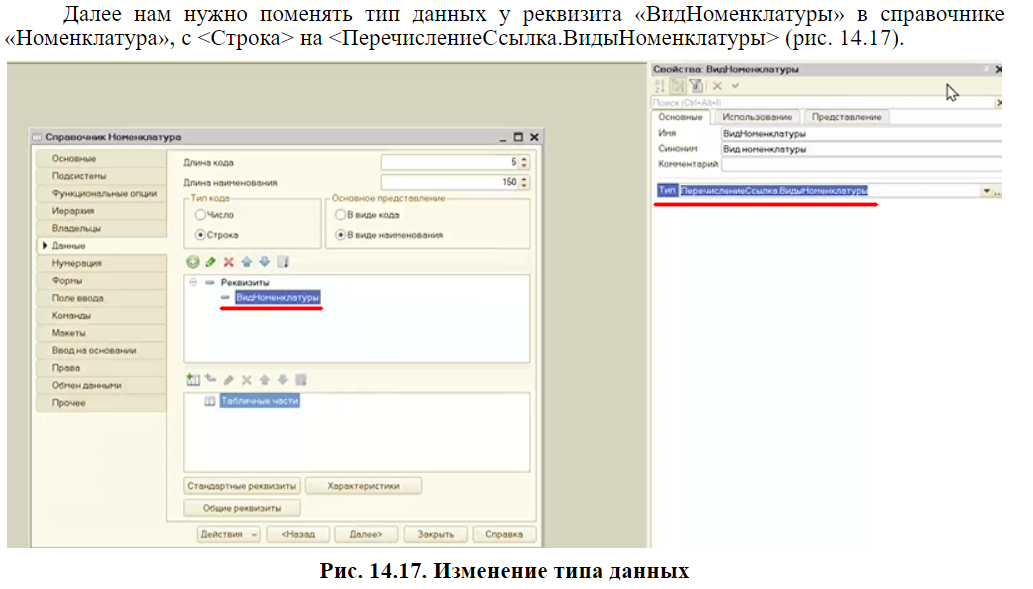 Далее нам нужно поменять тип данных у реквизита «ВидНоменклатуры» в справочнике
«Номенклатура», с <Строка> на <ПеречислениеСсылка.ВидыНоменклатуры> (рис. 14.17).
Свойства: ВидНоменклатуры
Поиск (Ctrl+Alt+I)
Основные Использование Представление
Имя ВидНоменклатуры
Синоним Вид номенклатуры
Комментарий
Тип ПеречислениеСсылка.ВидыНоменклатуры
Справочник Номенклатура
Основные
Подсистемы
Функциональные опции
Иерархия
Владельцы
Данные
Нумерация
Формы
Поле ввода
Команды
Макеты
Ввод на основании
Права
Обмен данными
Прочее
Длина кода 5
Длина наименования 150
Тип кода
Число
Строка
Основное представление
В виде кода
В виде наименования
Реквизиты
ВидНоменклатуры
Табличные части
Стандартные реквизиты Характеристики
Общие реквизиты
Действия <Назад Далее> Закрыть Справка
Рис. 14.17. Изменение типа данных